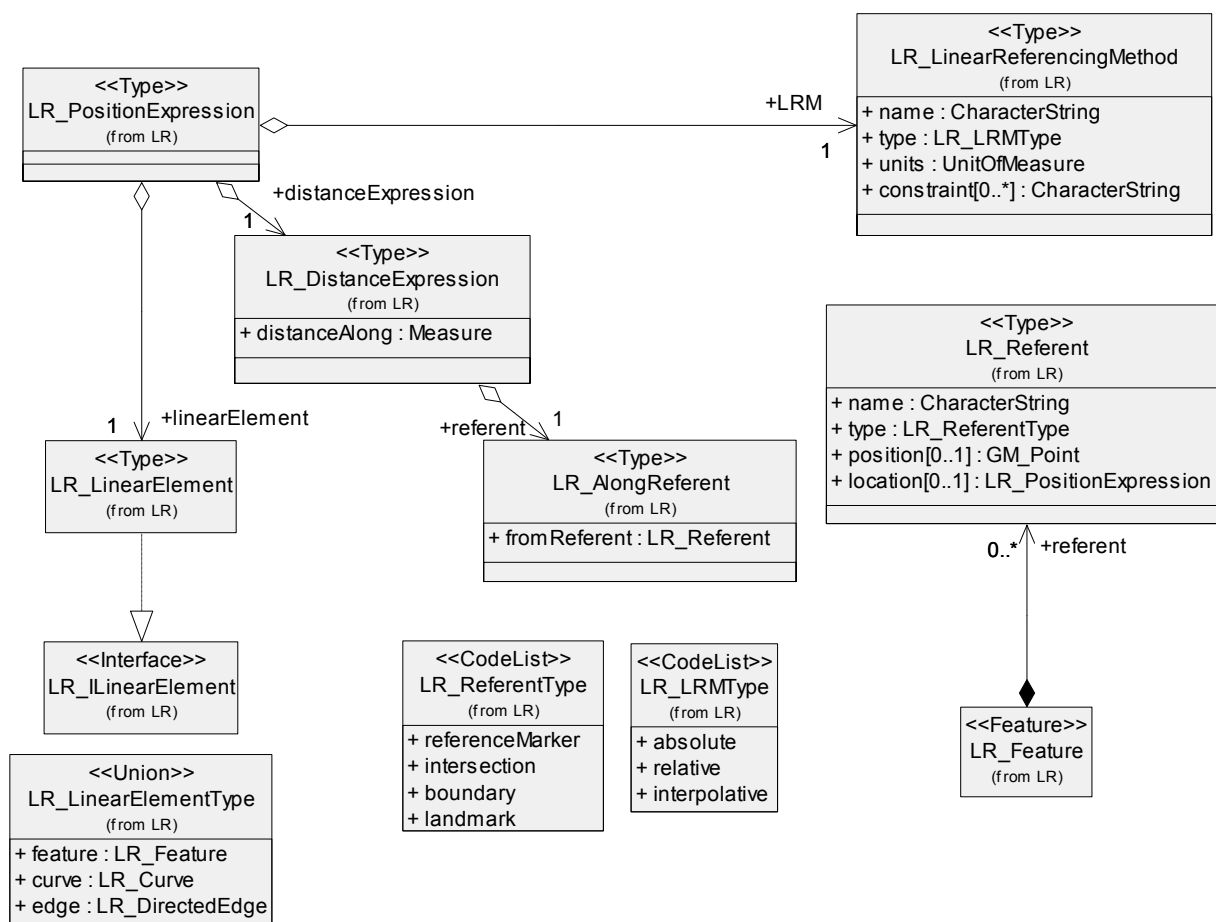 <<Type>>
LR_PositionExpression
(from LR)
<<Type>>
LR_LinearReferencingMethod
(from LR)
+ name : CharacterString
+ type : LR_LRMType
+ units : UnitOfMeasure
+ constraint[0..*] : CharacterString
+LRM
1
+distanceExpression
1
<<Type>>
LR_DistanceExpression
(from LR)
+ distanceAlong : Measure
+linearElement
1
+referent
1
<<Type>>
LR_LinearElement
(from LR)
<<Type>>
LR_AlongReferent
(from LR)
+ fromReferent : LR_Referent
<<Type>>
LR_Referent
(from LR)
+ name : CharacterString
+ type : LR_ReferentType
+ position[0..1] : GM_Point
+ location[0..1] : LR_PositionExpression
0..*
+referent
<<Interface>>
LR_ILinearElement
(from LR)
<<CodeList>>
LR_ReferentType
(from LR)
+ referenceMarker
+ intersection
+ boundary
+ landmark
<<CodeList>>
LR_LRMType
(from LR)
+ absolute
+ relative
+ interpolative
<<Feature>>
LR_Feature
(from LR)
<<Union>>
LR_LinearElementType
(from LR)
+ feature : LR_Feature
+ curve : LR_Curve
+ edge : LR_DirectedEdge